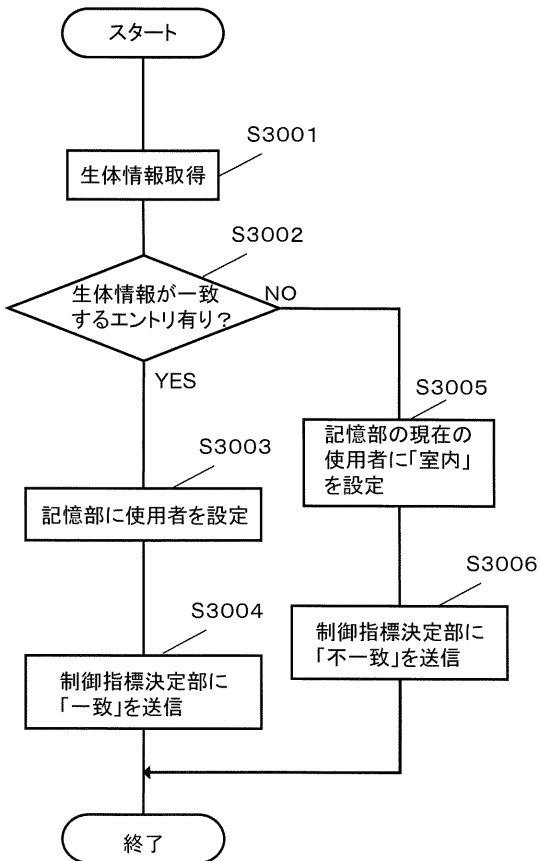 スタート
S3001
生体情報取得
S3002
生体情報が一致
するエントリ有り？
NO
YES
S3003
記憶部に使用者を設定
S3004
制御指標決定部に
「一致」を送信
S3005
記憶部の現在の
使用者に「室内」
を設定
S3006
制御指標決定部に
「不一致」を送信
終了